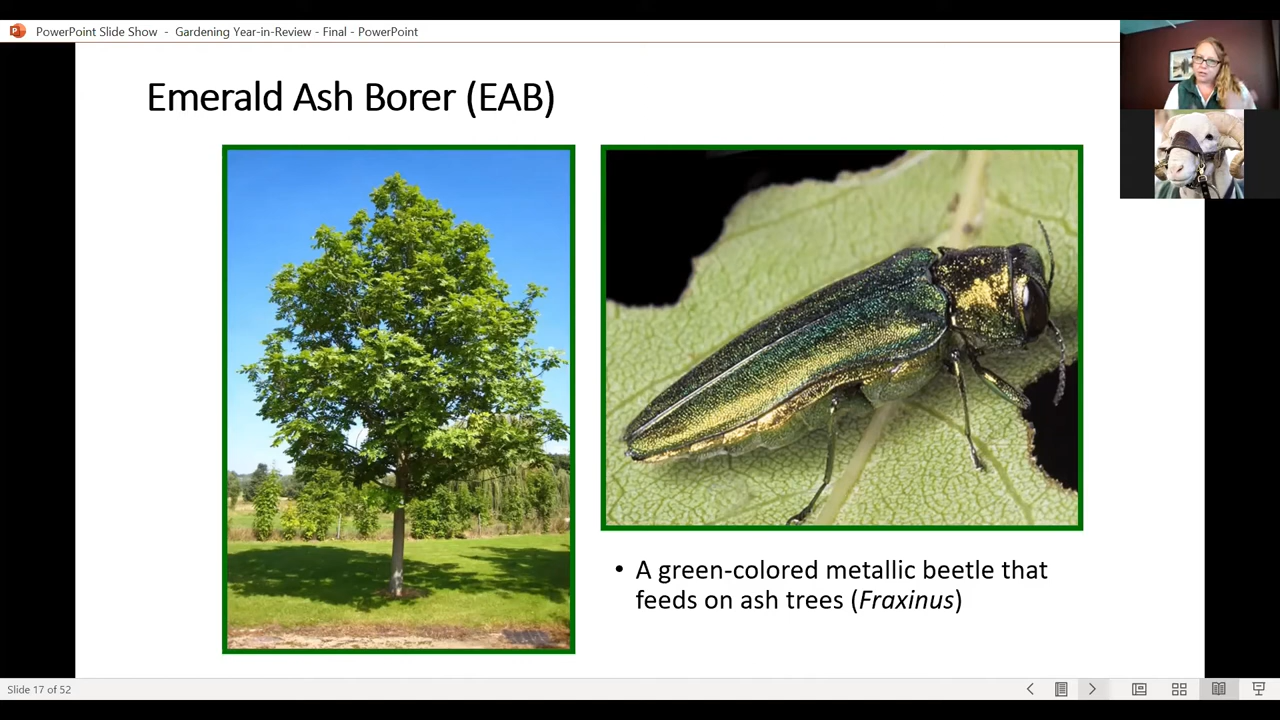 PowerPoint Slide Show - Gardening Year-in-Review - Final - PowerPoint
Emerald Ash Borer (EAB)
• A green-colored metallic beetle that
feeds on ash trees (Fraxinus)
Slide 17 of 52